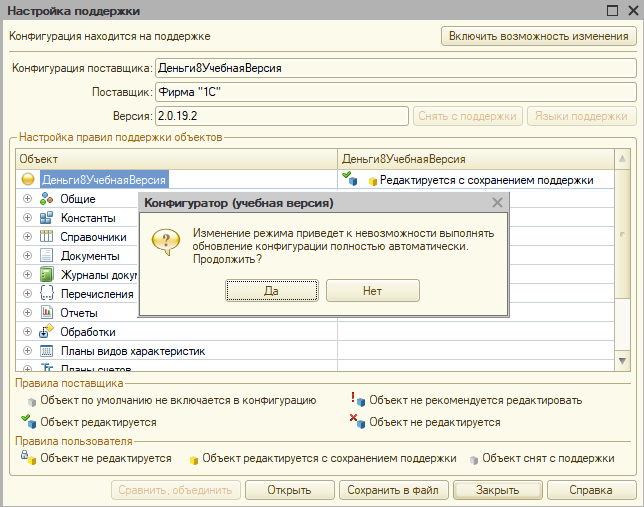 Настройка поддержки
Конфигурация находится на поддержке
Включить возможность изменения
Конфигурация поставщика: Деньги8УчебнаяВерсия
Поставщик: Фирма "1С"
Версия: 2.0.19.2
Снять с поддержки
Языки поддержки
Настройка правил поддержки объектов
Объект
Деньги8УчебнаяВерсия
Деньги8УчебнаяВерсия
Редактируется с сохранением поддержки
Общие
Константы
Справочники
Документы
Журналы доку
Перечисления
Отчеты
Обработки
Планы видов характеристик
Планы счетов
Конфигуратор (учебная версия)
Изменение режима приведет к невозможности выполнять
обновление конфигурации полностью автоматически.
Продолжить?
Да
Нет
Правила поставщика
Объект по умолчанию не включается в конфигурацию
Объект не рекомендуется редактировать
Объект редактируется
Объект не редактируется
Правила пользователя
Объект не редактируется
Объект редактируется с сохранением поддержки
Объект снят с поддержки
Сравнить, объединить
Открыть
Сохранить в файл
Закрыть
Справка